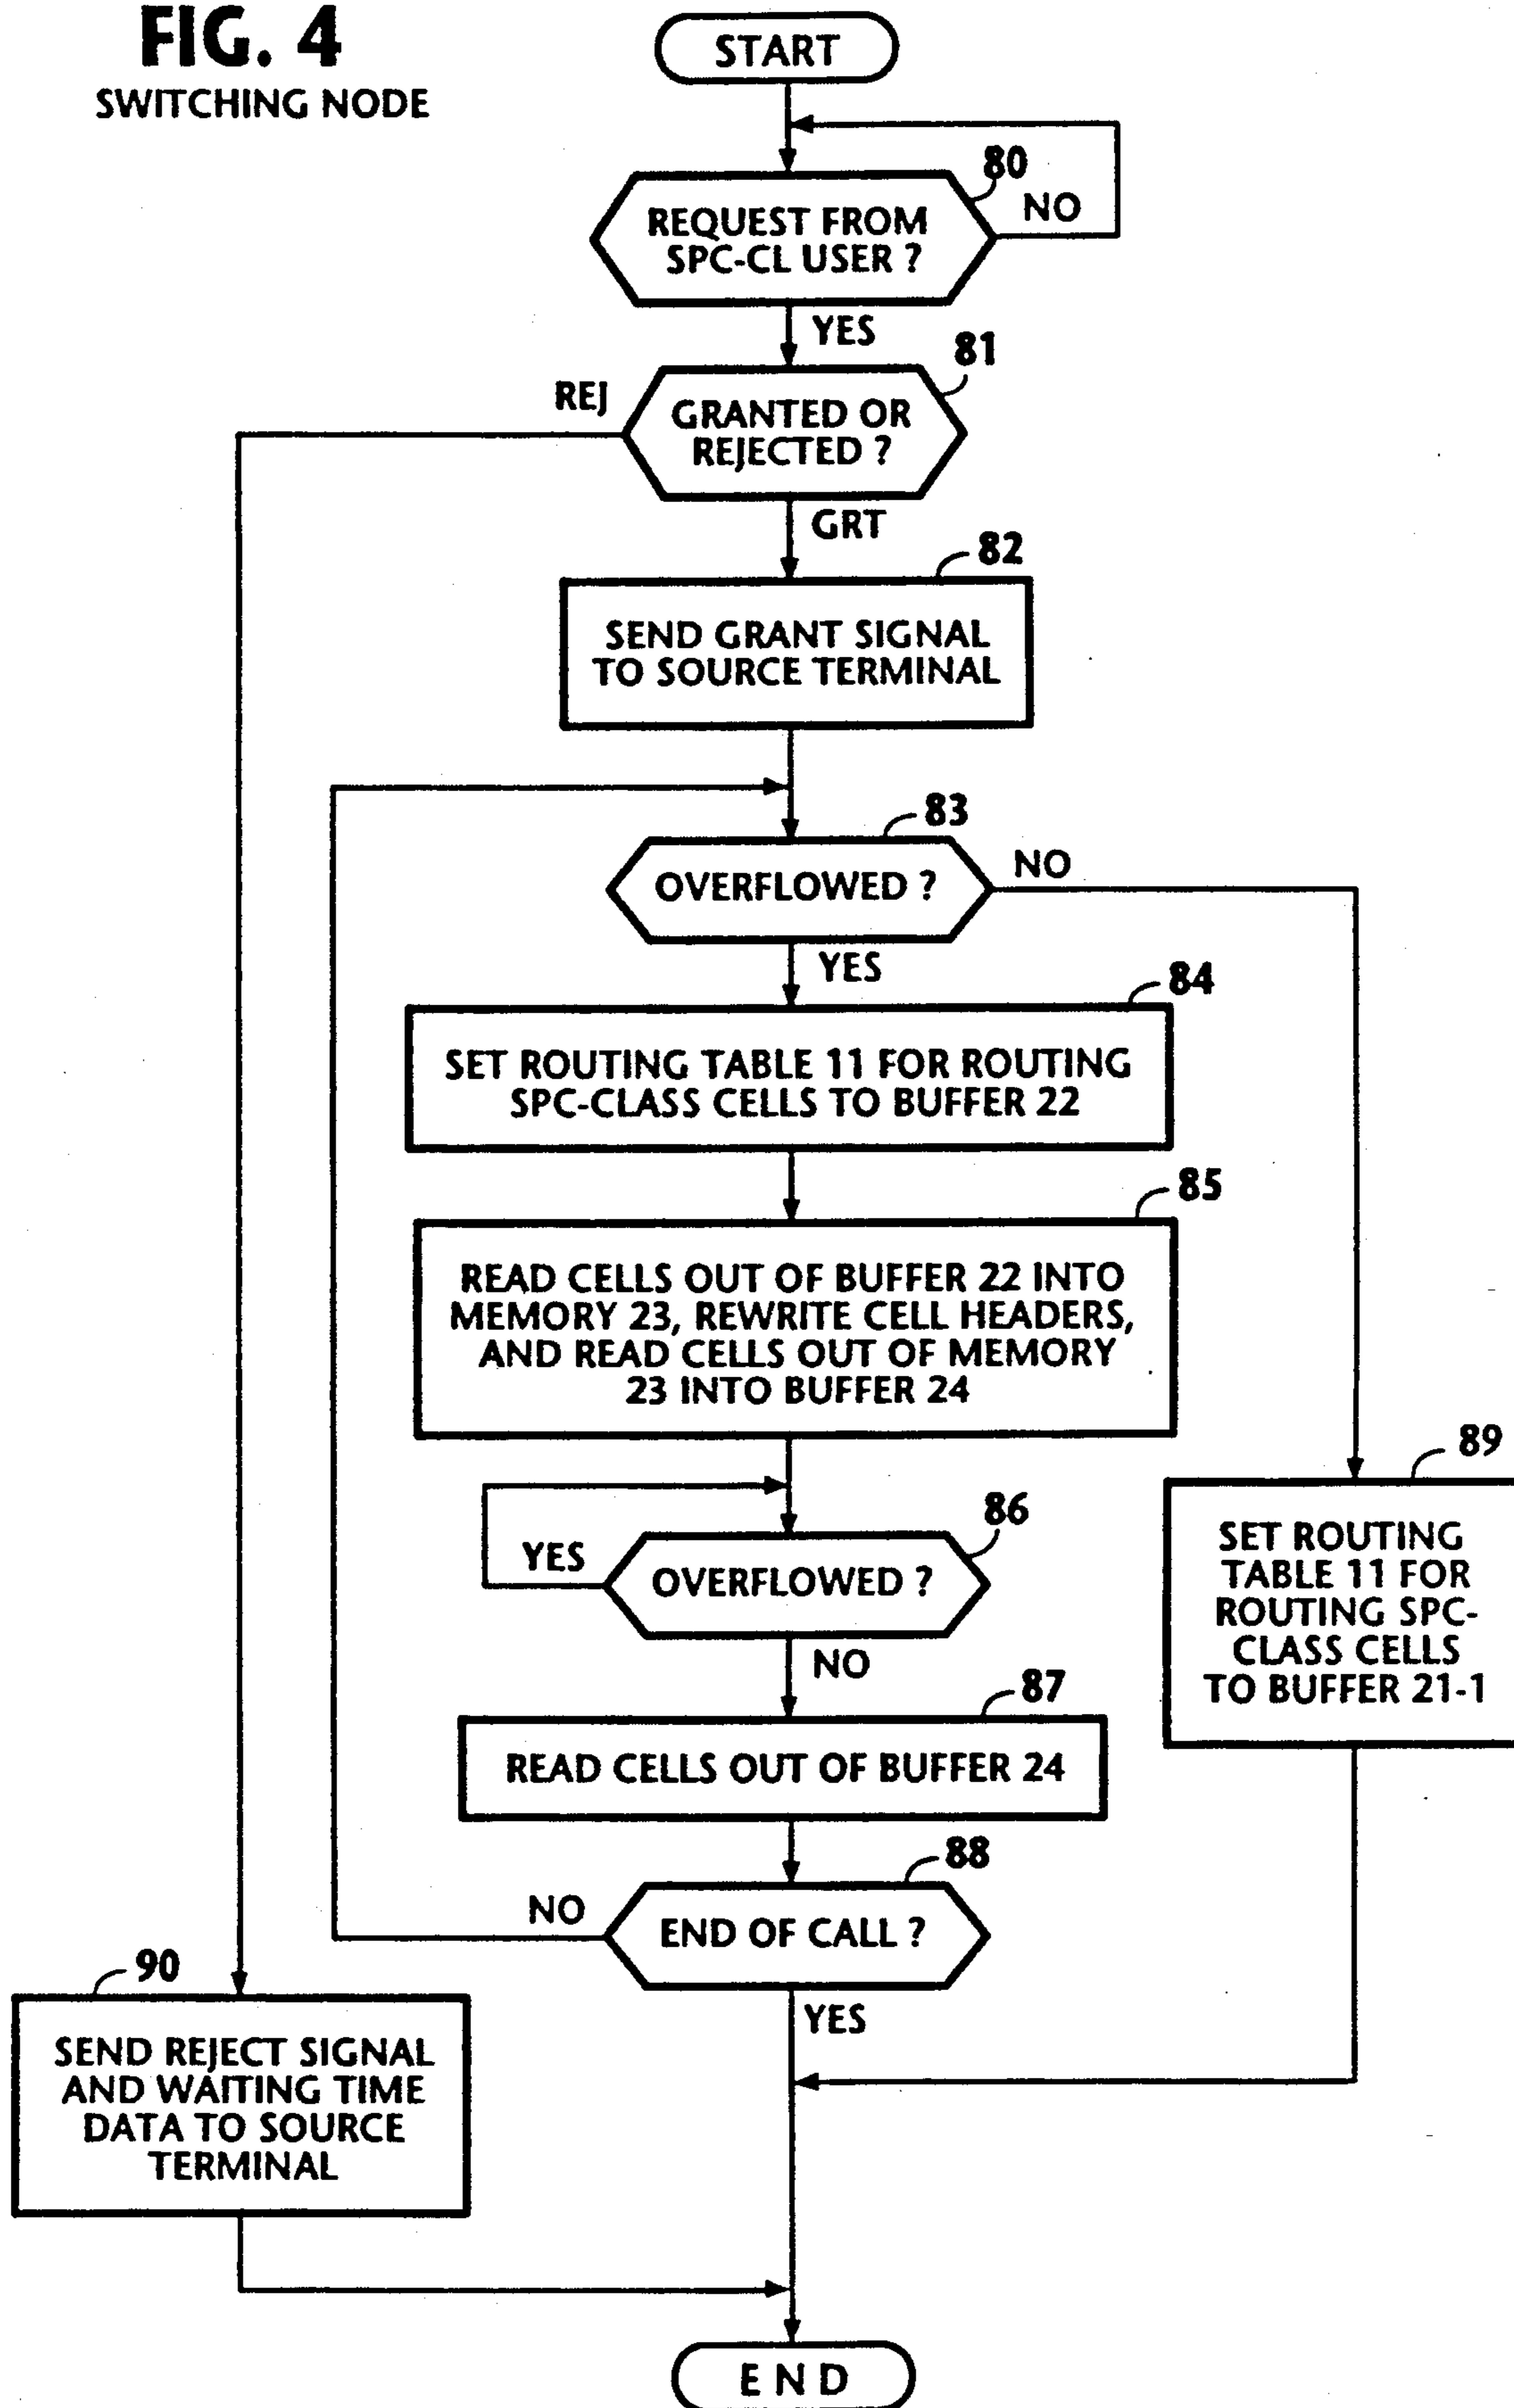 FIG. 4
SWITCHING NODE
START
80
NO
REQUEST FROM
SPC-CL USER ?
YES
81
REJ
GRANTED OR
REJECTED ?
GRT
82
SEND GRANT SIGNAL
TO SOURCE TERMINAL
83
NO
OVERFLOWED ?
YES
84
SET ROUTING TABLE 11 FOR ROUTING
SPC-CLASS CELLS TO BUFFER 22
85
READ CELLS OUT OF BUFFER 22 INTO
MEMORY 23, REWRITE CELL HEADERS,
AND READ CELLS OUT OF MEMORY
23 INTO BUFFER 24
86
YES
OVERFLOWED ?
NO
89
SET ROUTING
TABLE 11 FOR
ROUTING SPC-
CLASS CELLS
TO BUFFER 21-1
87
READ CELLS OUT OF BUFFER 24
88
NO
END OF CALL ?
YES
90
SEND REJECT SIGNAL
AND WAITING TIME
DATA TO SOURCE
TERMINAL
END